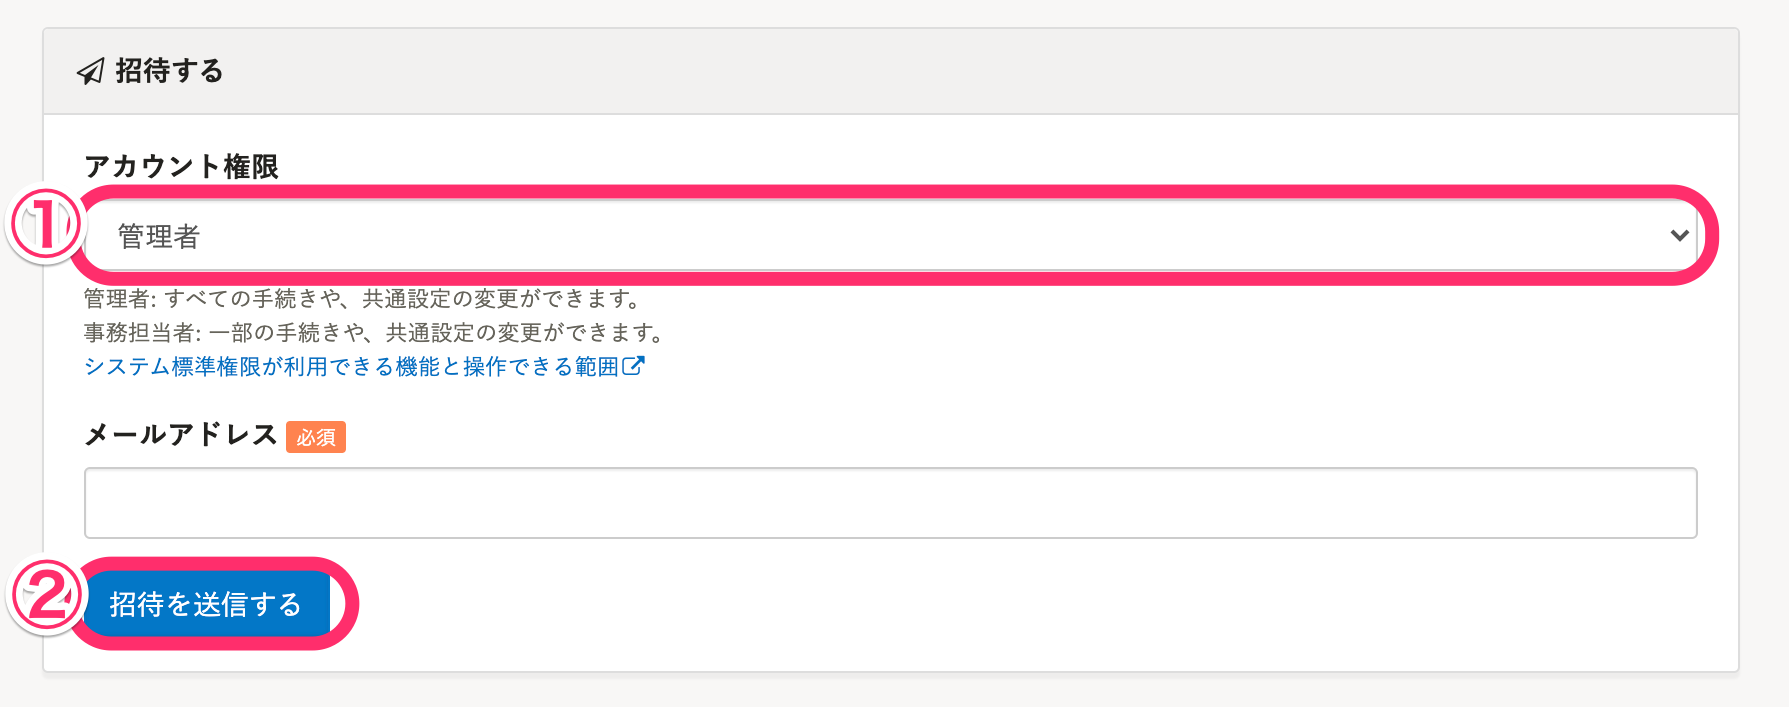 招待する
アカウント権限
①
管理者
管理者: すべての手続きや、共通設定の変更ができます。
事務担当者: 一部の手続きや、共通設定の変更ができます。
システム標準権限が利用できる機能と操作できる範囲
メールアドレス 必須
②
招待を送信する